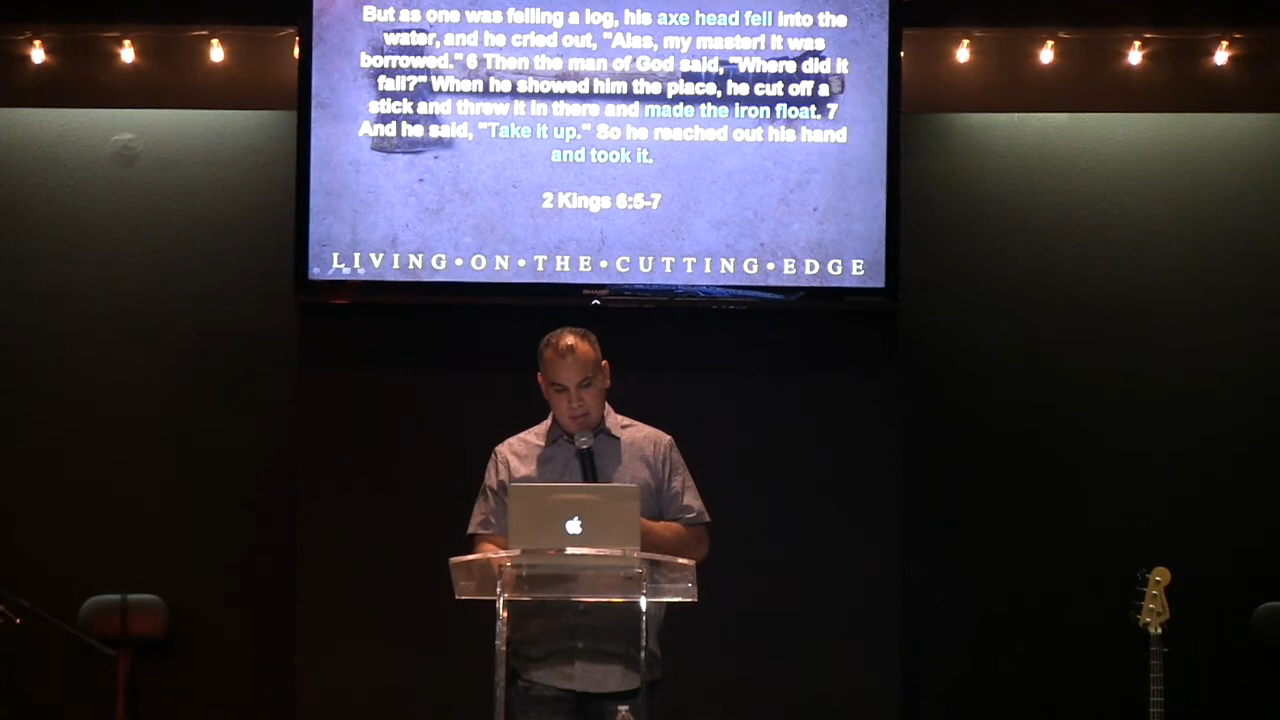 But as one was felling a log, his axe head fell into the
water, and he cried out, "Alas, my master! It was
borrowed." 6 Then the man of God said, "Where did it
fall?" When he showed him the place, he cut off a
stick and threw it in there and made the iron float. 7
And he said, "Take it up." So he reached out his hand
and took it.
2 Kings 6:5-7
LIVING•ON•THE•CUTTING•EDGE
SHARP